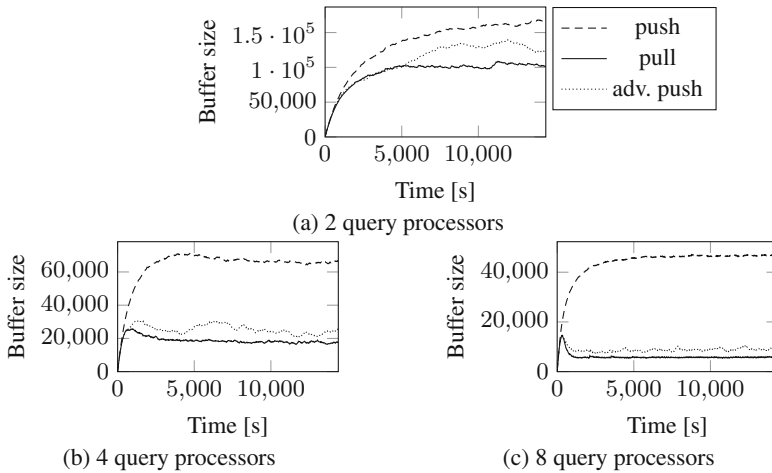 Buffer size
1.5 · 10^5
1 · 10^5
50,000
0
0 5,000 10,000
Time [s]
push
pull
adv. push
(a) 2 query processors
Buffer size
60,000
40,000
20,000
0
0 5,000 10,000
Time [s]
(b) 4 query processors
Buffer size
40,000
20,000
0
0 5,000 10,000
Time [s]
(c) 8 query processors